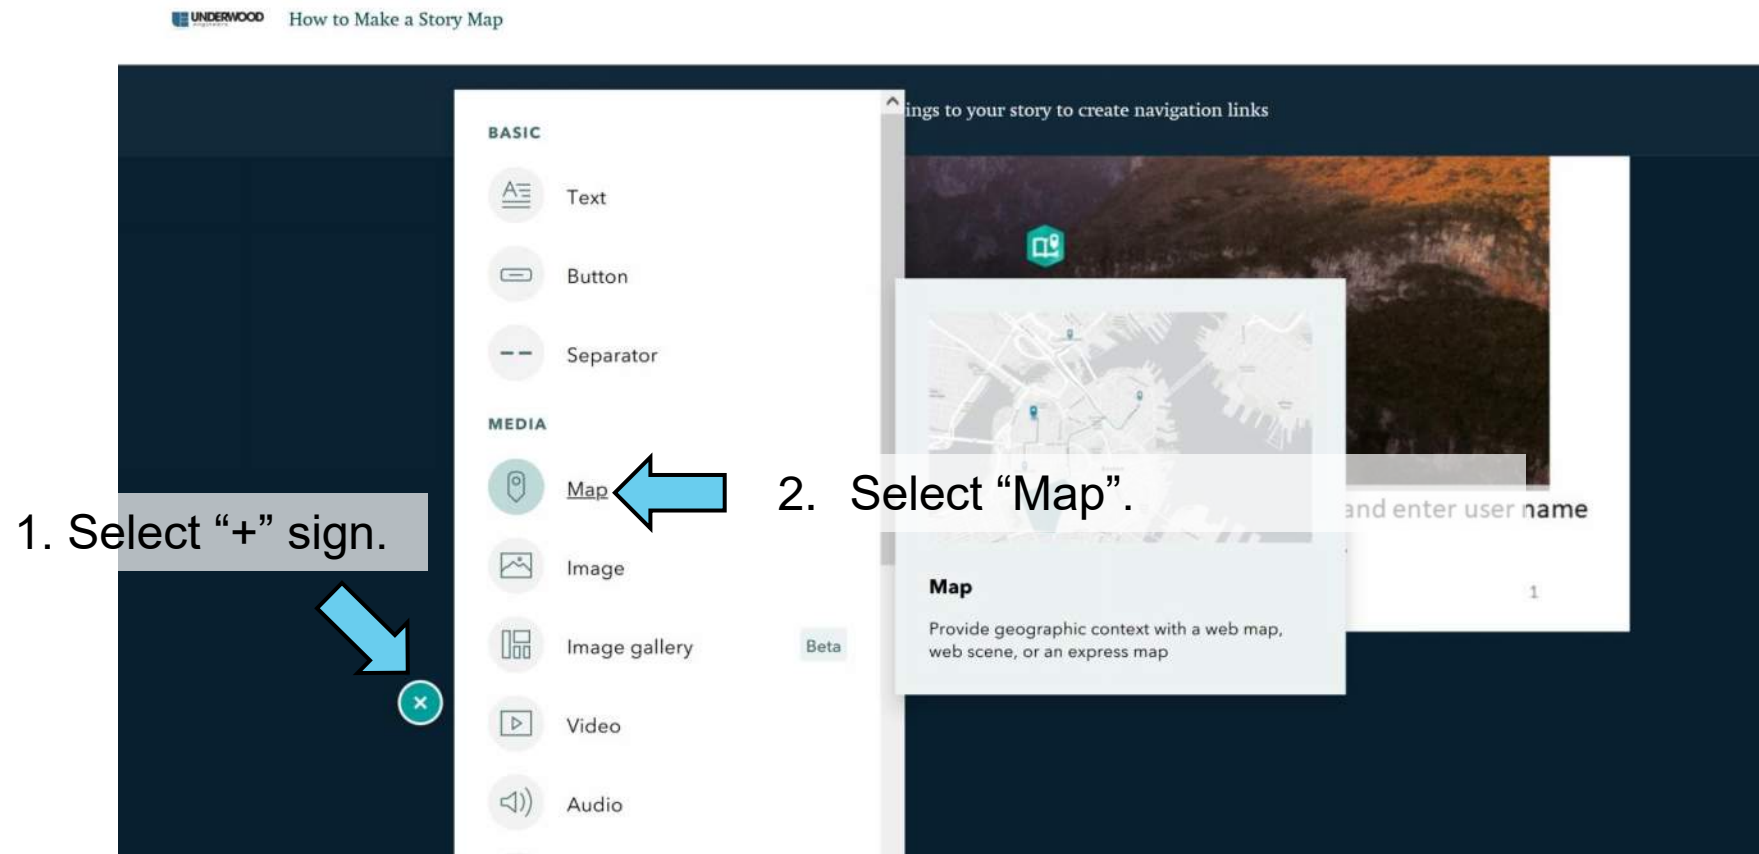 UNDERWOOD
engineers
How to Make a Story Map
ings to your story to create navigation links
BASIC
Text
Button
Separator
MEDIA
Map
2. Select “Map”.
1. Select “+” sign.
and enter user name
Image
Map
1
Provide geographic context with a web map,
web scene, or an express map
Image gallery
Beta
Video
Audio